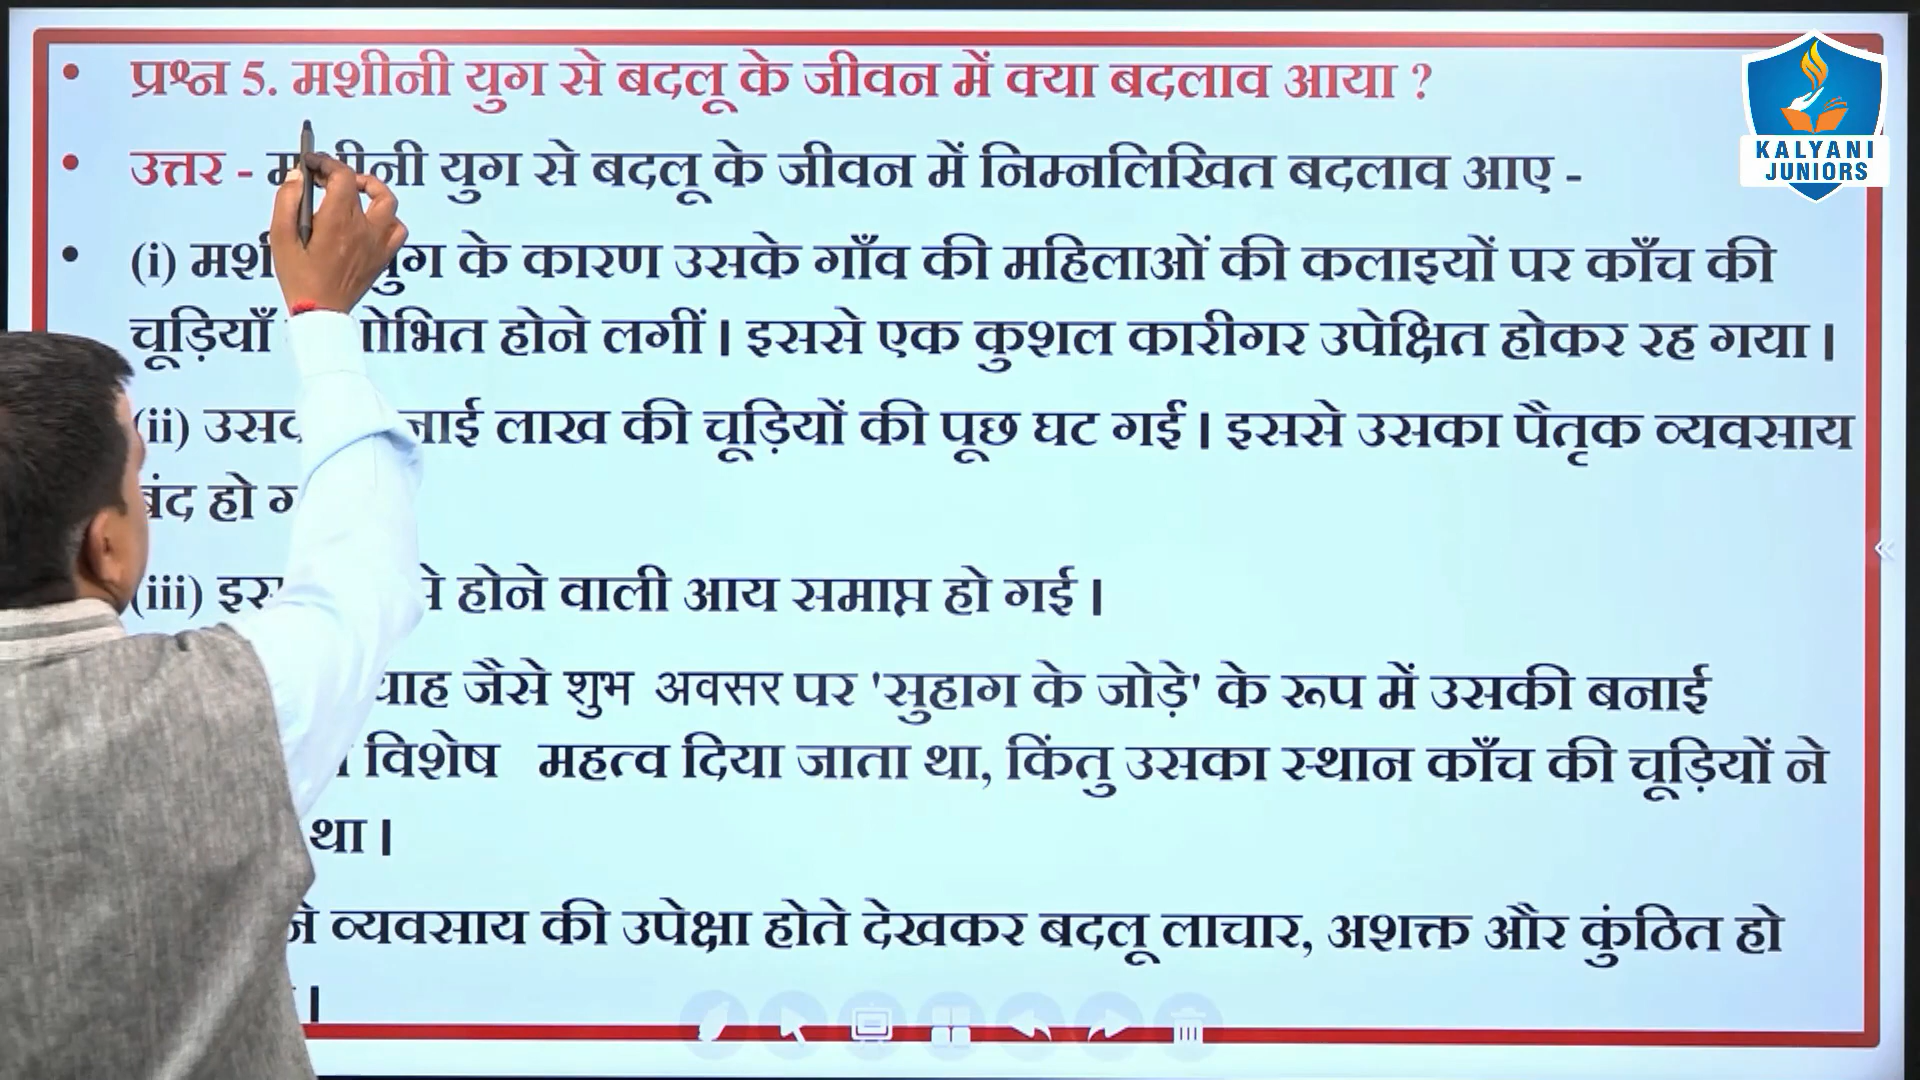 प्रश्न 5. मशीनी युग से बदलू के जीवन में क्या बदलाव आया ?
उत्तर - मशीनी युग से बदलू के जीवन में निम्नलिखित बदलाव आए -
(i) के कारण उसके गाँव की महिलाओं की कलाइयों पर काँच की
चूड़ियाँ होने लगीं। इससे एक कुशल कारीगर उपेक्षित होकर रह गया।
(ii) लाख की चूड़ियों की पूछ घट गई। इससे उसका पैतृक व्यवसाय
बंद हो
(iii) होने वाली आय समाप्त हो गई।
जैसे शुभ अवसर पर 'सुहाग के जोड़े' के रूप में उसकी बनाई
विशेष महत्व दिया जाता था, किंतु उसका स्थान काँच की चूड़ियों ने
था।
व्यवसाय की उपेक्षा होते देखकर बदलू लाचार, अशक्त और कुंठित हो
KALYANI
JUNIORS